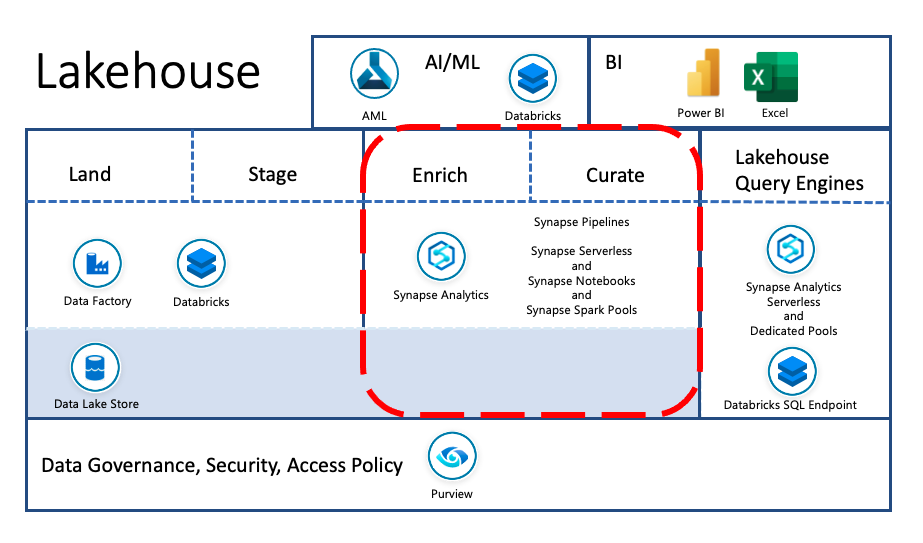 Lakehouse
AI/ML
AML
Databricks
BI
Power BI
Excel
Land
Stage
Enrich
Curate
Lakehouse
Query Engines
Data Factory
Databricks
Synapse Analytics
Synapse Pipelines
Synapse Serverless
and
Synapse Notebooks
and
Synapse Spark Pools
Synapse Analytics
Serverless
and
Dedicated Pools
Data Lake Store
Databricks SQL Endpoint
Data Governance, Security, Access Policy
Purview